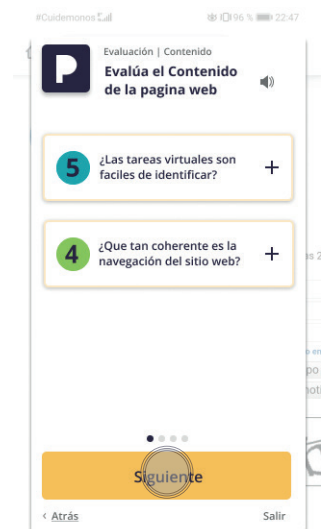 #Cuidemonos
96 % 22:47
Evaluación | Contenido
P
Evalúa el Contenido
de la pagina web
5
¿Las tareas virtuales son
faciles de identificar?
+
4
¿Que tan coherente es la
navegación del sitio web?
+
Siguiente
‹ Atrás
Salir